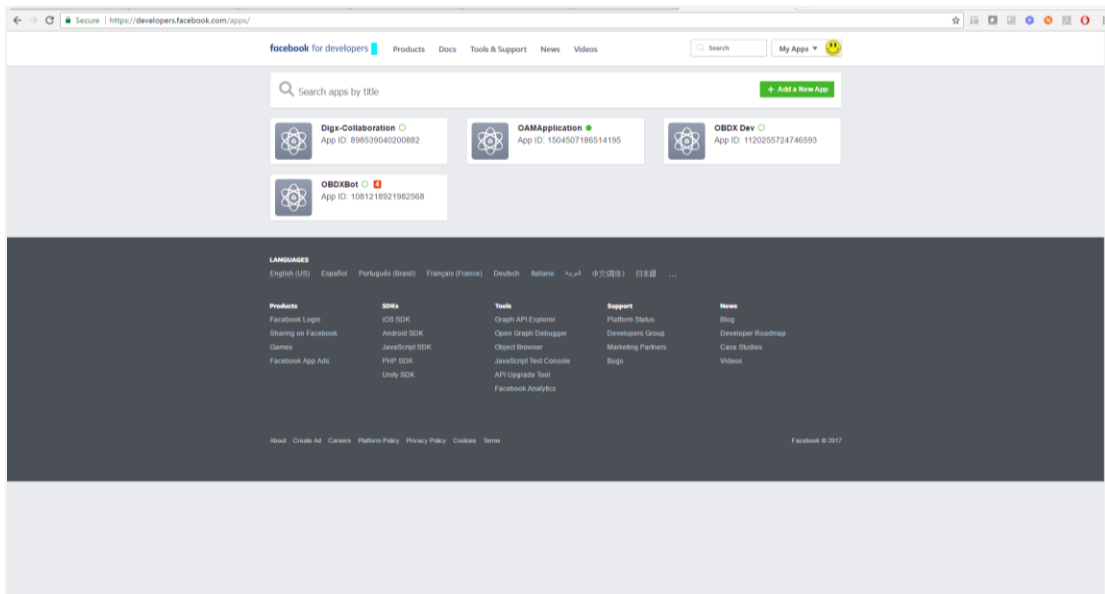 Secure | https://developers.facebook.com/apps/
facebook for developers Products Docs Tools & Support News Videos Search My Apps
Search apps by title + Add a New App
Digx-Collaboration
App ID: 898539040200882
OAMApplication
App ID: 1504507186514195
OBDX Dev
App ID: 1120255724746593
OBDXBot 4
App ID: 1081218921982568
LANGUAGES
English (US) Español Português (Brasil) Français (France) Deutsch Italiano العربية 中文(简体) 日本語 ...
Products
Facebook Login
Sharing on Facebook
Games
Facebook App Ads
SDKs
iOS SDK
Android SDK
JavaScript SDK
PHP SDK
Unity SDK
Tools
Graph API Explorer
Open Graph Debugger
Object Browser
JavaScript Test Console
API Upgrade Tool
Facebook Analytics
Support
Platform Status
Developers Group
Marketing Partners
Bugs
News
Blog
Developer Roadmap
Case Studies
Videos
About Create Ad Careers Platform Policy Privacy Policy Cookies Terms Facebook © 2017